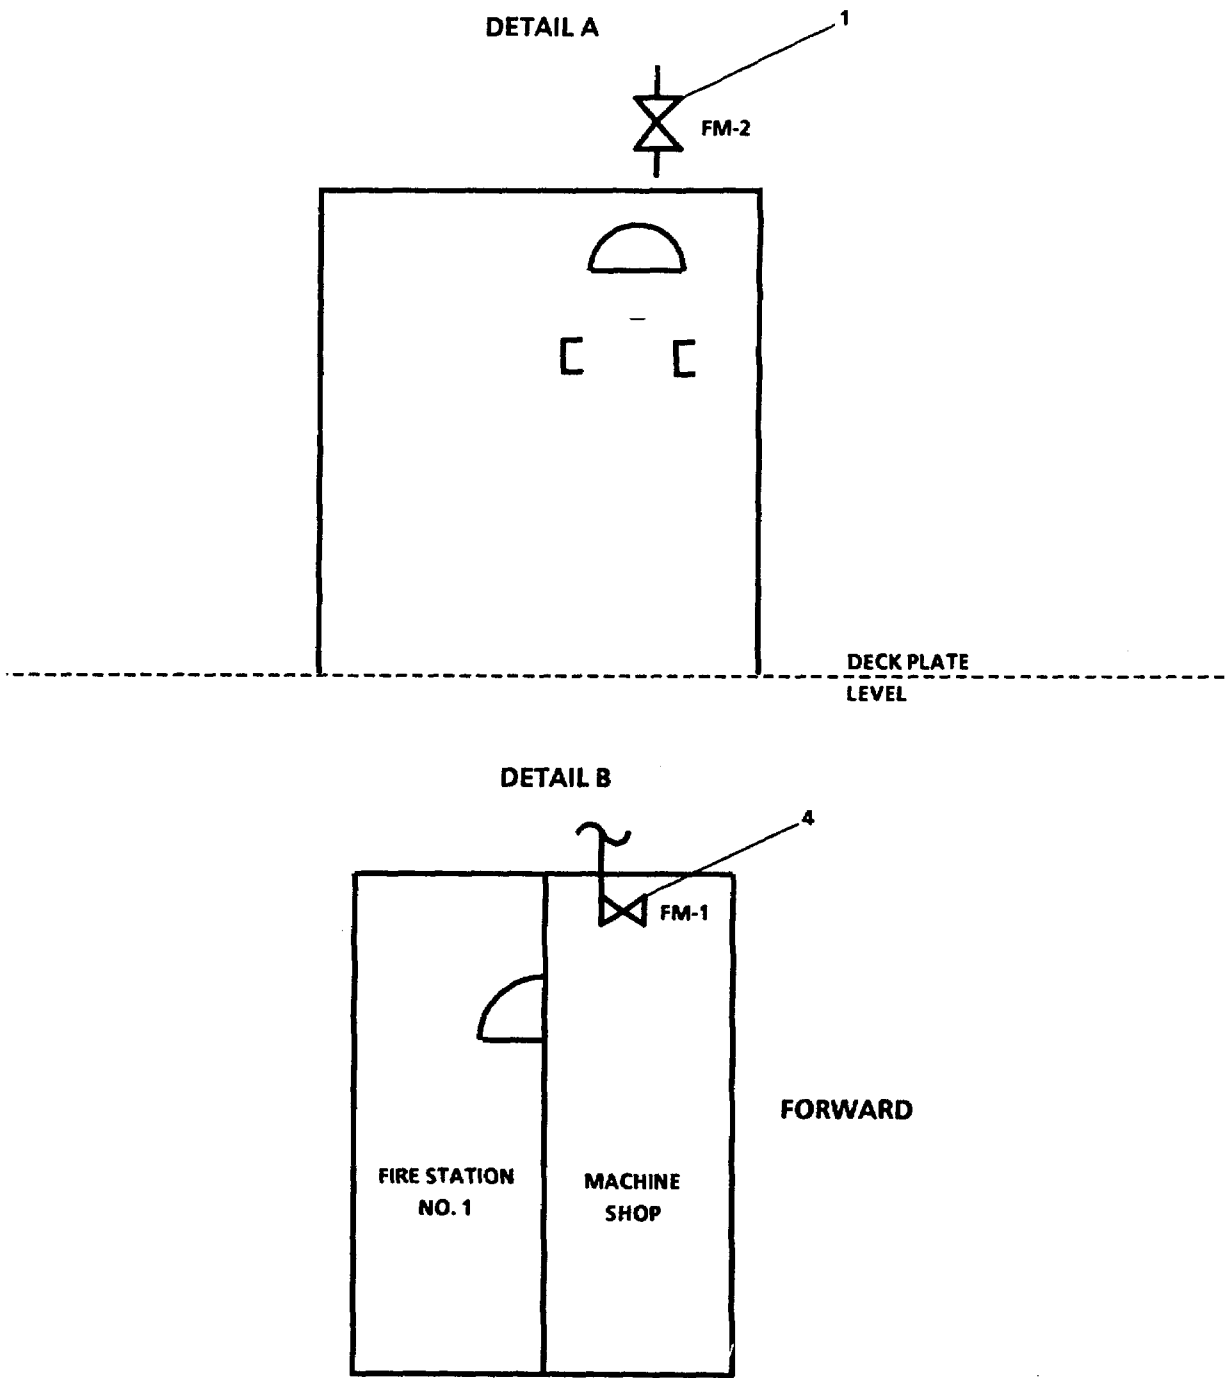 DETAIL A
1
FM-2
DECK PLATE
LEVEL
DETAIL B
4
FM-1
FORWARD
FIRE STATION
NO. 1
MACHINE
SHOP